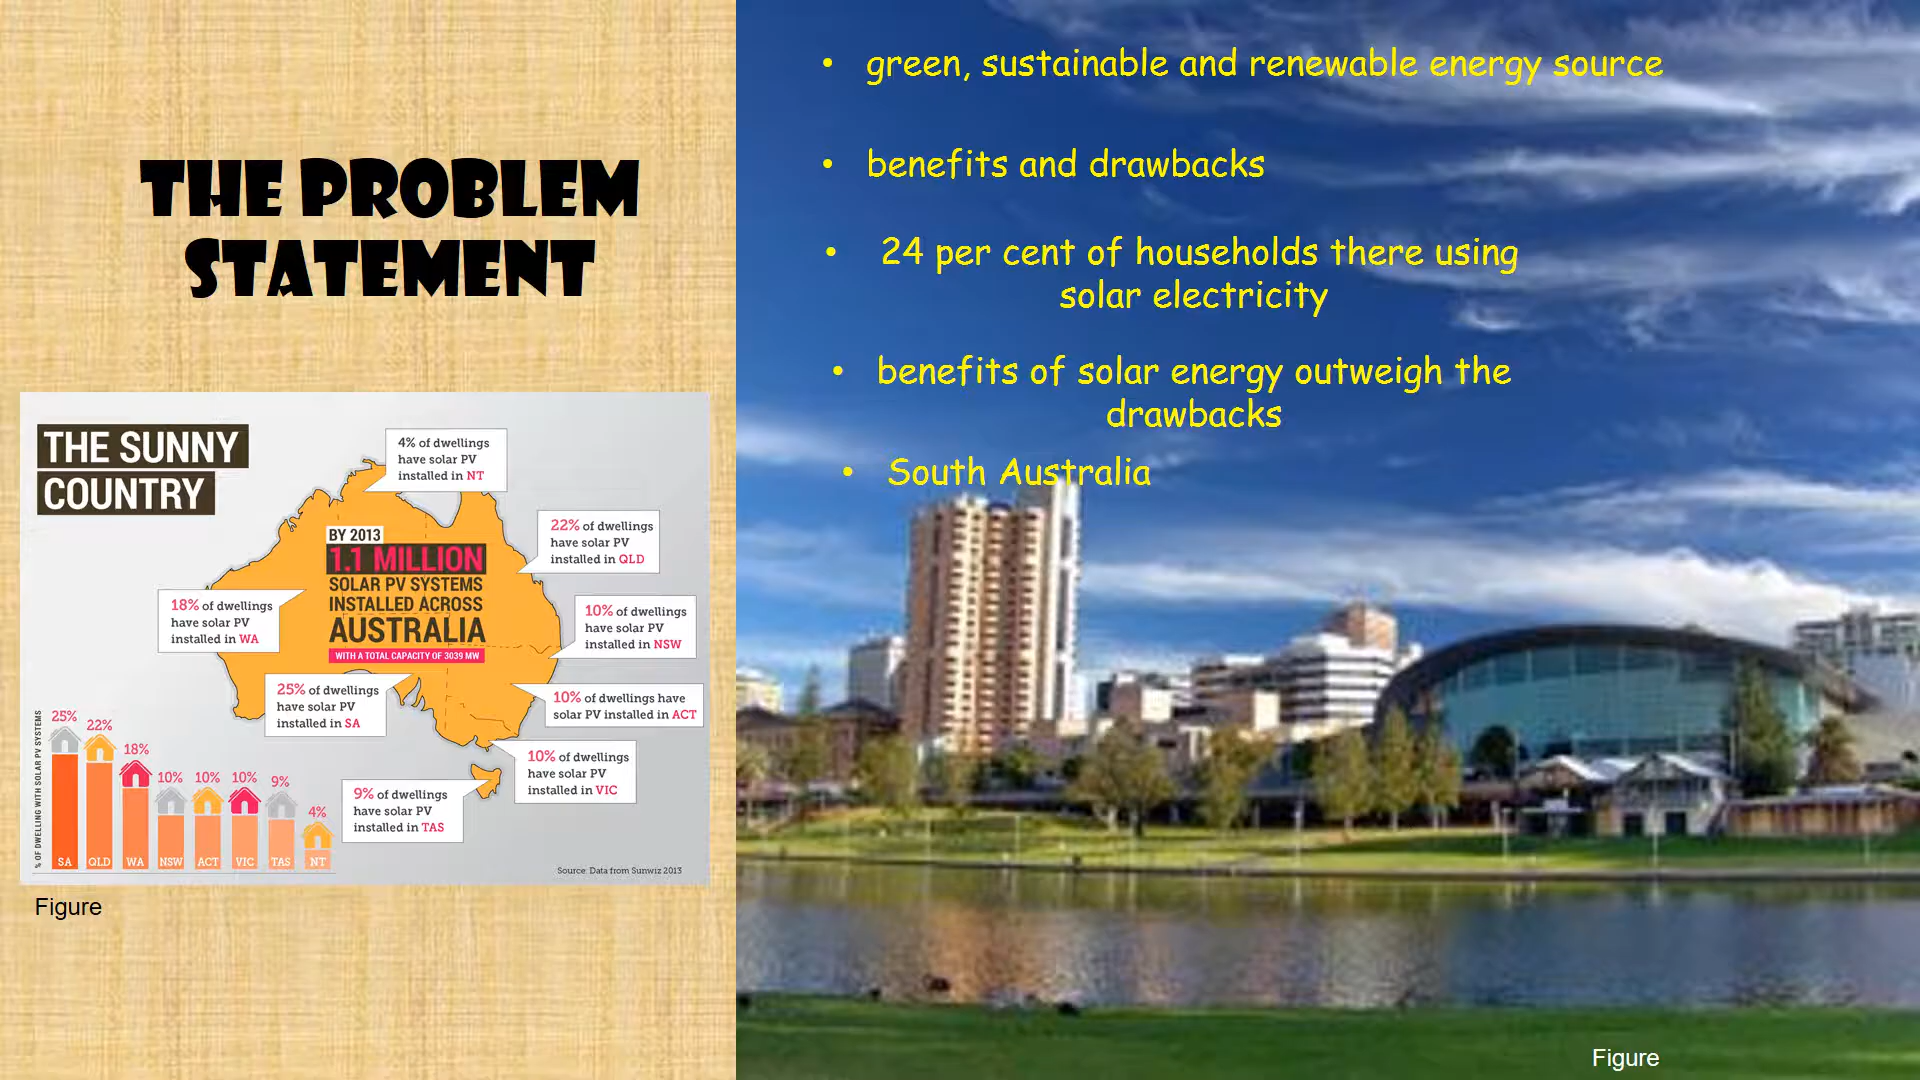 THE PROBLEM
STATEMENT
THE SUNNY
COUNTRY
4% of dwellings
have solar PV
installed in NT
22% of dwellings
have solar PV
installed in QLD
BY 2013
1.1 MILLION
SOLAR PV SYSTEMS
INSTALLED ACROSS
AUSTRALIA
WITH A TOTAL CAPACITY OF 3039 MW
18% of dwellings
have solar PV
installed in WA
10% of dwellings
have solar PV
installed in NSW
25% of dwellings
have solar PV
installed in SA
10% of dwellings have
solar PV installed in ACT
10% of dwellings
have solar PV
installed in VIC
9% of dwellings
have solar PV
installed in TAS
% OF DWELLING WITH SOLAR PV SYSTEMS
25% 22% 18% 10% 10% 10% 9% 4%
SA QLD WA NSW ACT VIC TAS NT
Source: Data from Sunwiz 2013
Figure
• green, sustainable and renewable energy source
• benefits and drawbacks
• 24 per cent of households there using
solar electricity
• benefits of solar energy outweigh the
drawbacks
• South Australia
Figure